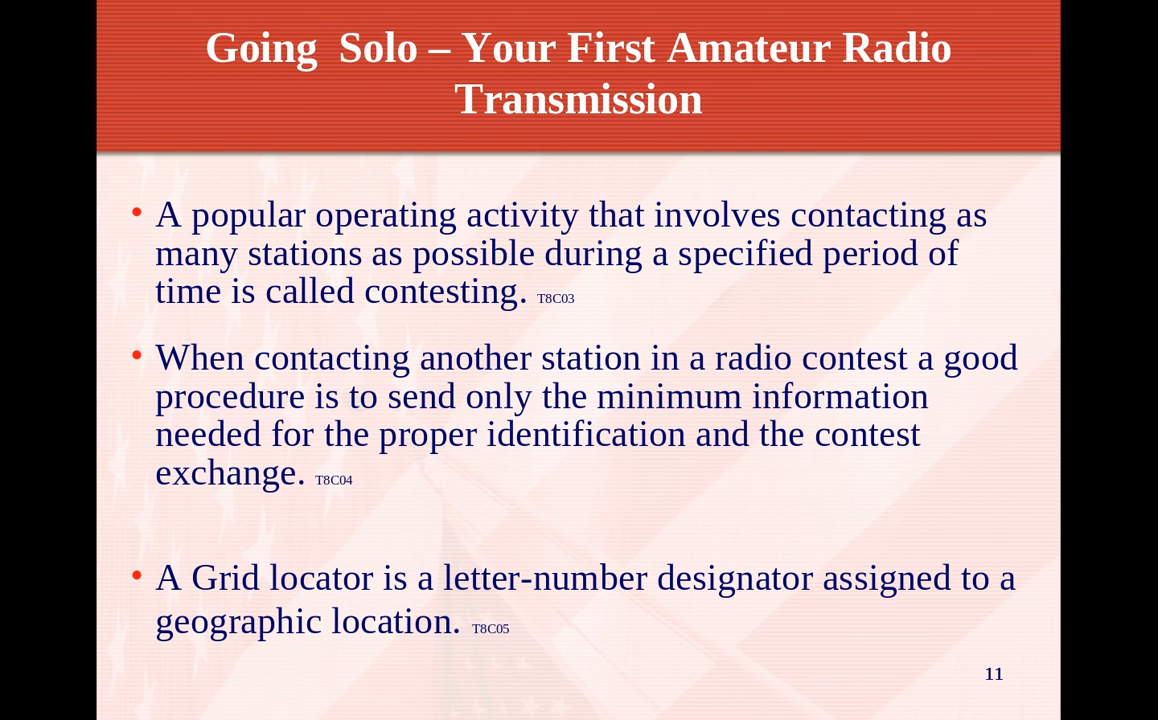 Going  Solo – Your First Amateur Radio
Transmission
• A popular operating activity that involves contacting as
many stations as possible during a specified period of
time is called contesting. T8C03
• When contacting another station in a radio contest a good
procedure is to send only the minimum information
needed for the proper identification and the contest
exchange. T8C04
• A Grid locator is a letter-number designator assigned to a
geographic location. T8C05
11